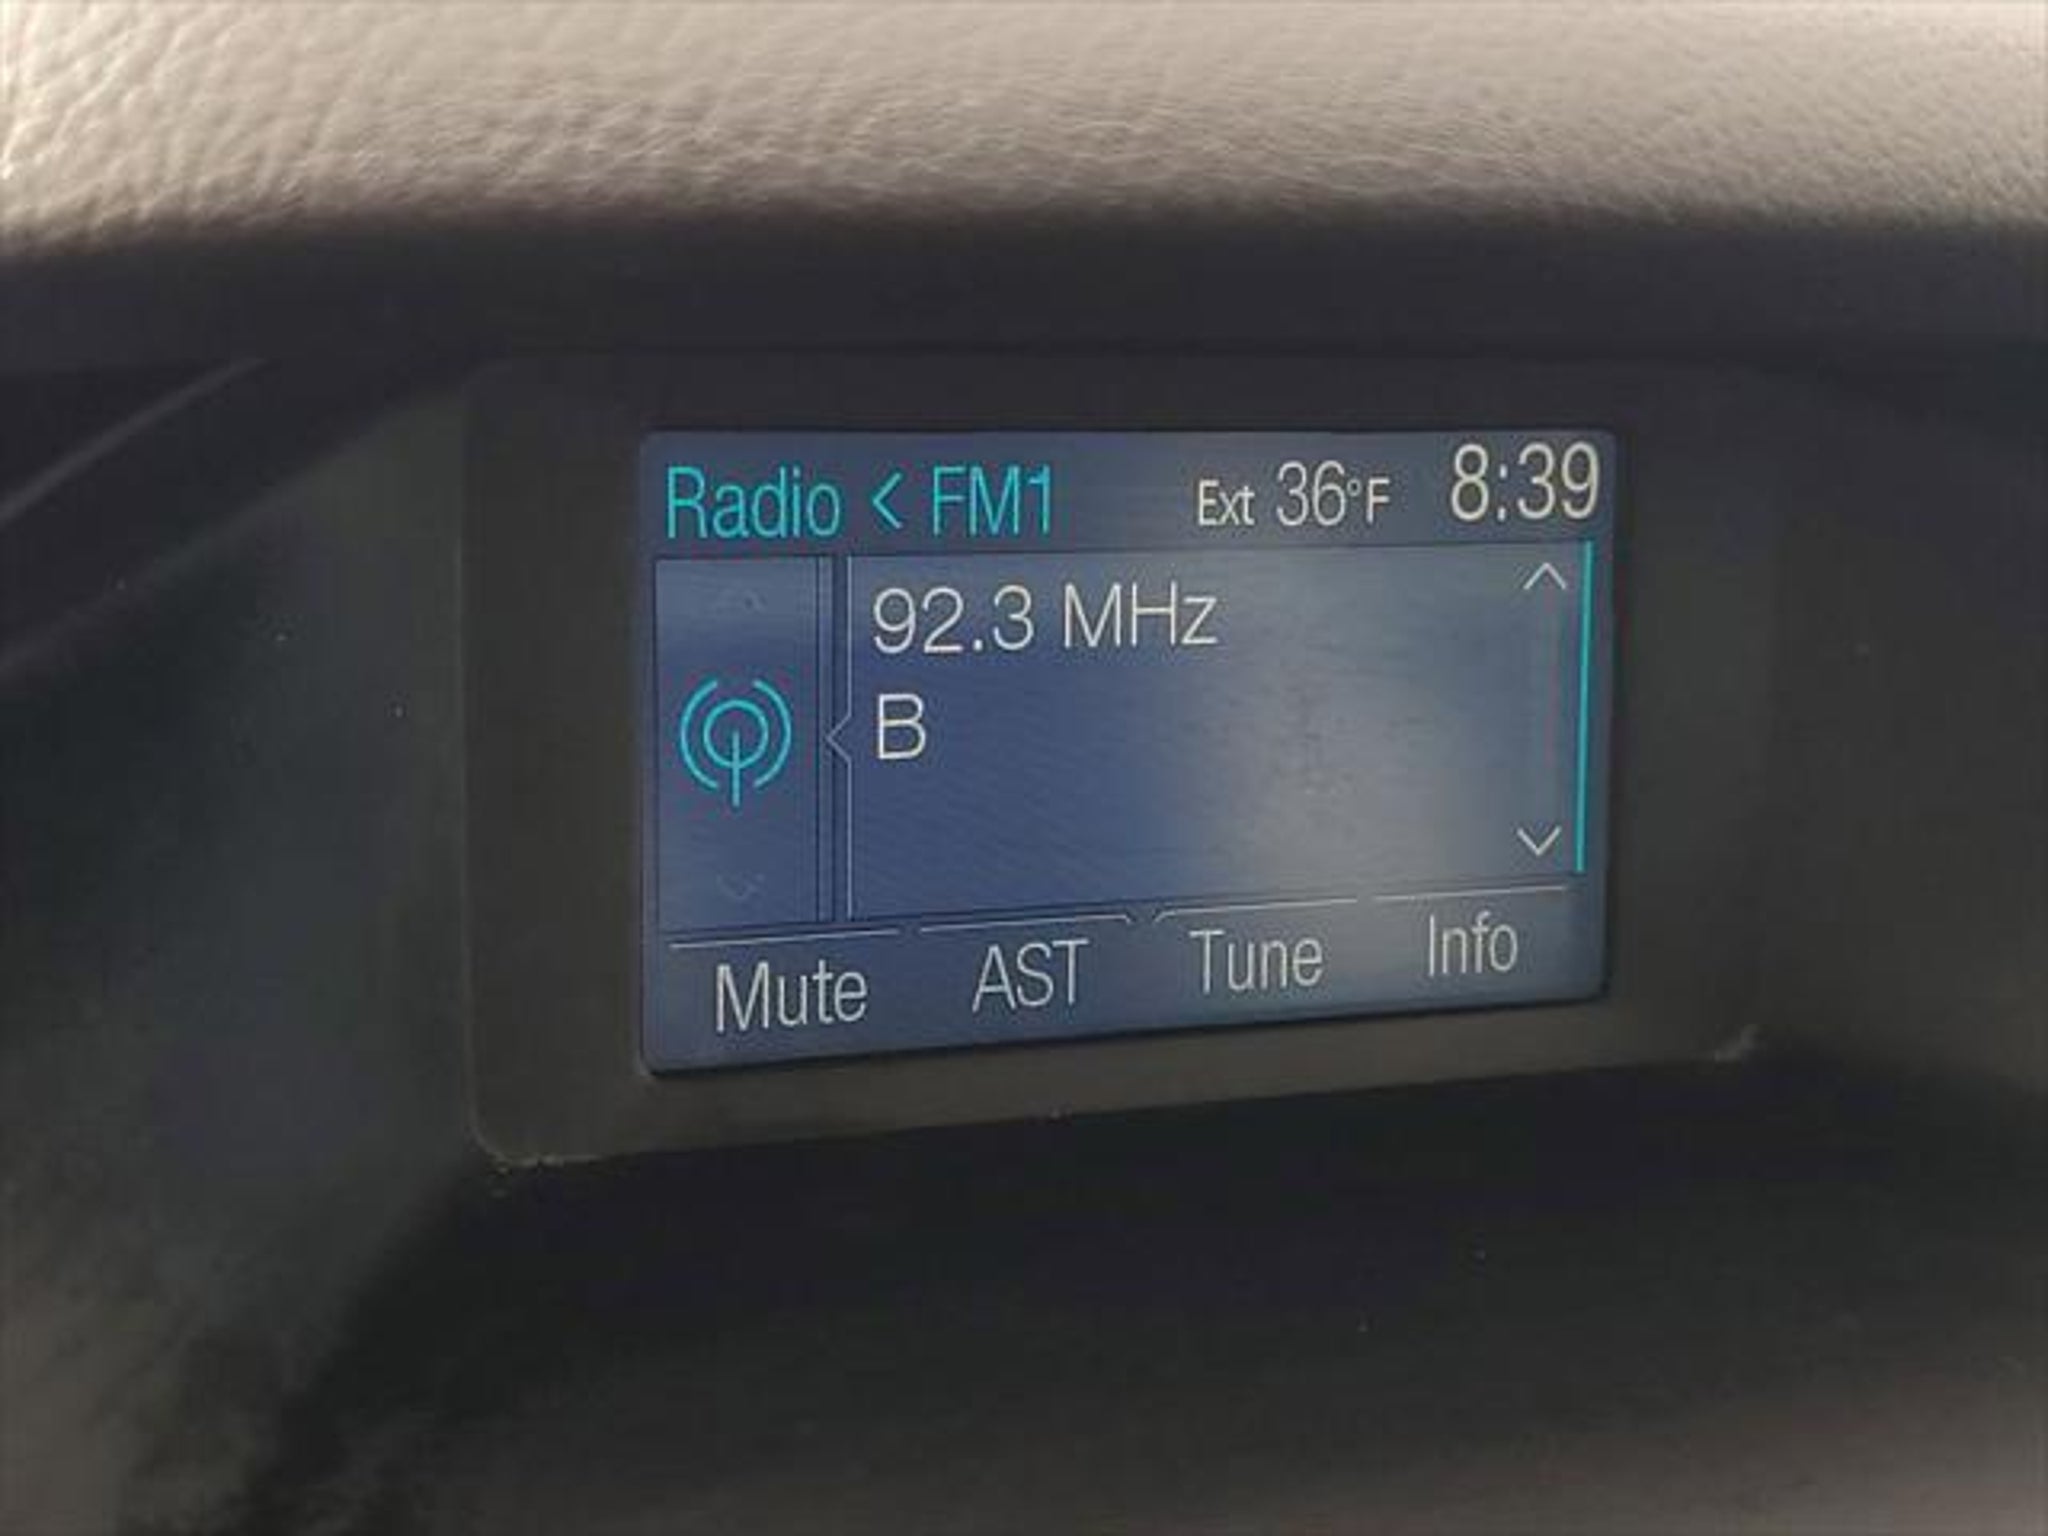 Radio < FM1 Ext 36°F 8:39
92.3 MHz
B
Mute AST Tune Info